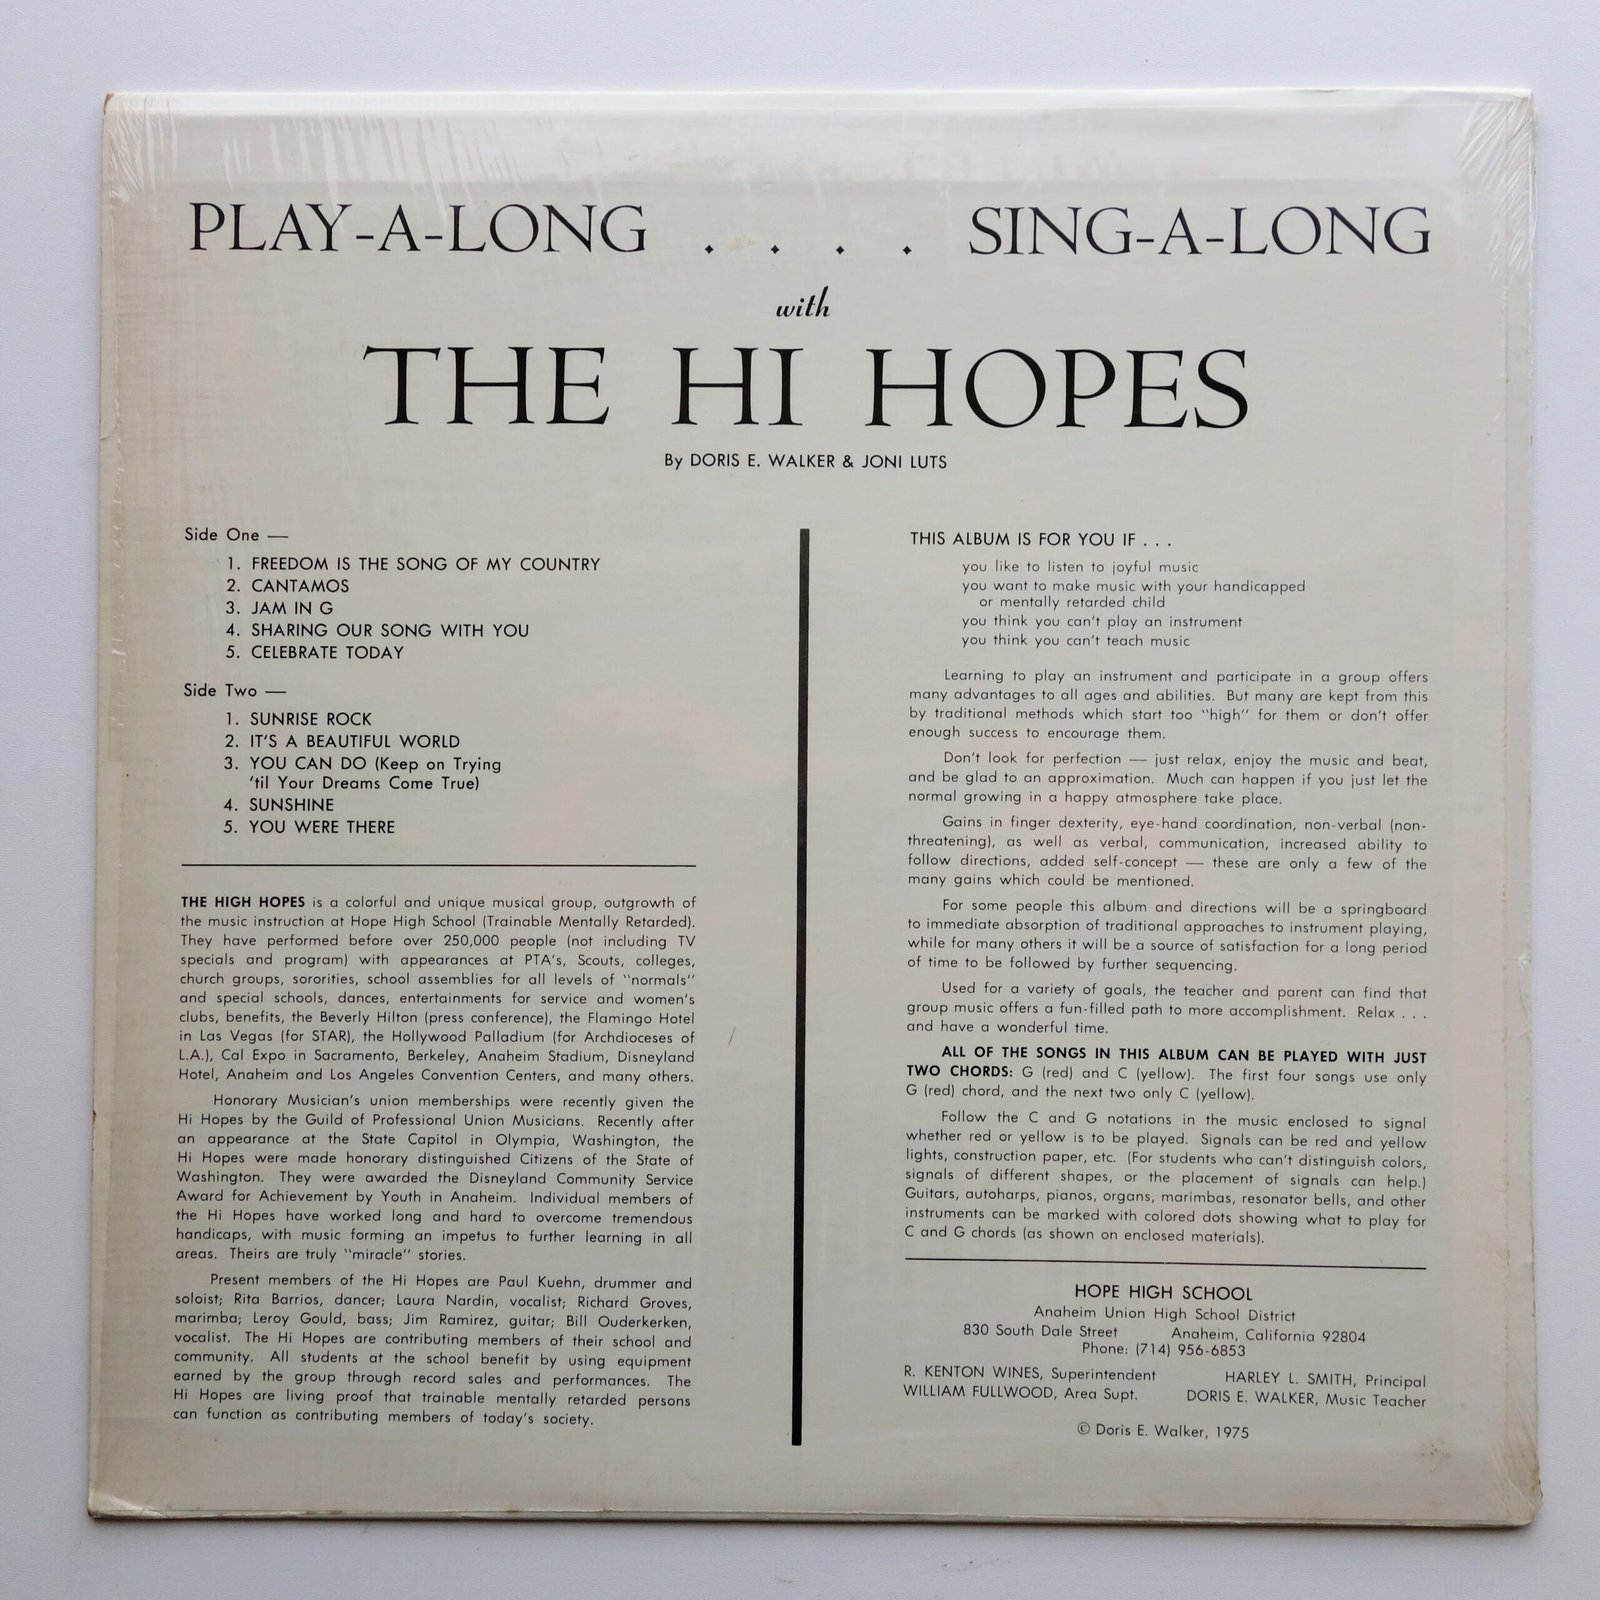 PLAY-A-LONG . . . . SING-A-LONG
with
THE HI HOPES
By DORIS E. WALKER & JONI LUTS
Side One —
1. FREEDOM IS THE SONG OF MY COUNTRY
2. CANTAMOS
3. JAM IN G
4. SHARING OUR SONG WITH YOU
5. CELEBRATE TODAY
Side Two —
1. SUNRISE ROCK
2. IT'S A BEAUTIFUL WORLD
3. YOU CAN DO (Keep on Trying
'til Your Dreams Come True)
4. SUNSHINE
5. YOU WERE THERE
THE HIGH HOPES is a colorful and unique musical group, outgrowth of
the music instruction at Hope High School (Trainable Mentally Retarded).
They have performed before over 250,000 people (not including TV
specials and program) with appearances at PTA's, Scouts, colleges,
church groups, sororities, school assemblies for all levels of "normals"
and special schools, dances, entertainments for service and women's
clubs, benefits, the Beverly Hilton (press conference), the Flamingo Hotel
in Las Vegas (for STAR), the Hollywood Palladium (for Archdioceses of
L.A.), Cal Expo in Sacramento, Berkeley, Anaheim Stadium, Disneyland
Hotel, Anaheim and Los Angeles Convention Centers, and many others.
Honorary Musician's union memberships were recently given the
Hi Hopes by the Guild of Professional Union Musicians. Recently after
an appearance at the State Capitol in Olympia, Washington, the
Hi Hopes were made honorary distinguished Citizens of the State of
Washington. They were awarded the Disneyland Community Service
Award for Achievement by Youth in Anaheim. Individual members of
the Hi Hopes have worked long and hard to overcome tremendous
handicaps, with music forming an impetus to further learning in all
areas. Theirs are truly "miracle" stories.
Present members of the Hi Hopes are Paul Kuehn, drummer and
soloist; Rita Barrios, dancer; Laura Nardin, vocalist; Richard Groves,
marimba; Leroy Gould, bass; Jim Ramirez, guitar; Bill Ouderkerken,
vocalist. The Hi Hopes are contributing members of their school and
community. All students at the school benefit by using equipment
earned by the group through record sales and performances. The
Hi Hopes are living proof that trainable mentally retarded persons
can function as contributing members of today's society.
THIS ALBUM IS FOR YOU IF . . .
you like to listen to joyful music
you want to make music with your handicapped
or mentally retarded child
you think you can't play an instrument
you think you can't teach music
Learning to play an instrument and participate in a group offers
many advantages to all ages and abilities. But many are kept from this
by traditional methods which start too "high" for them or don't offer
enough success to encourage them.
Don't look for perfection — just relax, enjoy the music and beat,
and be glad to an approximation. Much can happen if you just let the
normal growing in a happy atmosphere take place.
Gains in finger dexterity, eye-hand coordination, non-verbal (non-
threatening), as well as verbal, communication, increased ability to
follow directions, added self-concept — these are only a few of the
many gains which could be mentioned.
For some people this album and directions will be a springboard
to immediate absorption of traditional approaches to instrument playing,
while for many others it will be a source of satisfaction for a long period
of time to be followed by further sequencing.
Used for a variety of goals, the teacher and parent can find that
group music offers a fun-filled path to more accomplishment. Relax . . .
and have a wonderful time.
ALL OF THE SONGS IN THIS ALBUM CAN BE PLAYED WITH JUST
TWO CHORDS: G (red) and C (yellow). The first four songs use only
G (red) chord, and the next two only C (yellow).
Follow the C and G notations in the music enclosed to signal
whether red or yellow is to be played. Signals can be red and yellow
lights, construction paper, etc. (For students who can't distinguish colors,
signals of different shapes, or the placement of signals can help.)
Guitars, autoharps, pianos, organs, marimbas, resonator bells, and other
instruments can be marked with colored dots showing what to play for
C and G chords (as shown on enclosed materials).
HOPE HIGH SCHOOL
Anaheim Union High School District
830 South Dale Street Anaheim, California 92804
Phone: (714) 956-6853
R. KENTON WINES, Superintendent HARLEY L. SMITH, Principal
WILLIAM FULLWOOD, Area Supt. DORIS E. WALKER, Music Teacher
© Doris E. Walker, 1975